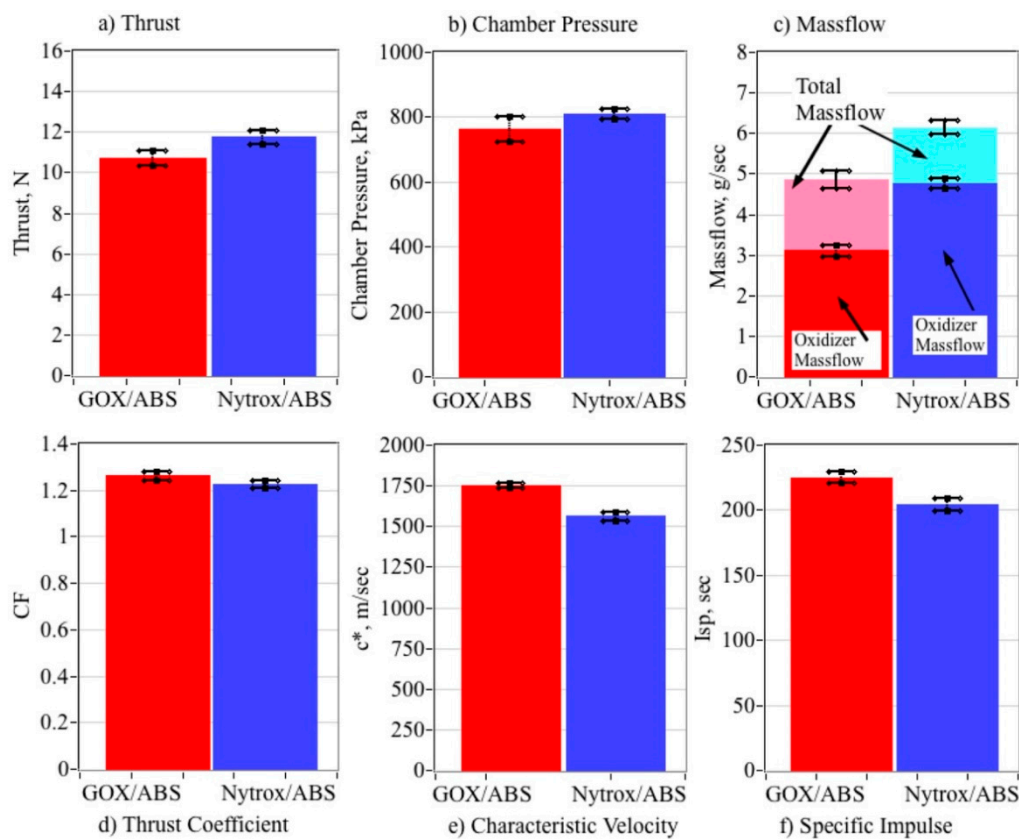 a) Thrust
b) Chamber Pressure
c) Massflow
16
14
12
10
8
6
4
2
0
Thrust, N
GOX/ABS
Nytrox/ABS
1000
800
600
400
200
0
Chamber Pressure, kPa
GOX/ABS
Nytrox/ABS
8
7
6
5
4
3
2
1
0
Massflow, g/sec
Total
Massflow
Oxidizer
Massflow
Oxidizer
Massflow
GOX/ABS
Nytrox/ABS
1.4
1.2
1
0.8
0.6
0.4
0.2
0
CF
GOX/ABS
Nytrox/ABS
d) Thrust Coefficient
2000
1750
1500
1750
1000
750
500
250
0
c*, m/sec
GOX/ABS
Nytrox/ABS
e) Characteristic Velocity
250
200
150
100
50
0
Isp, sec
GOX/ABS
Nytrox/ABS
f) Specific Impulse